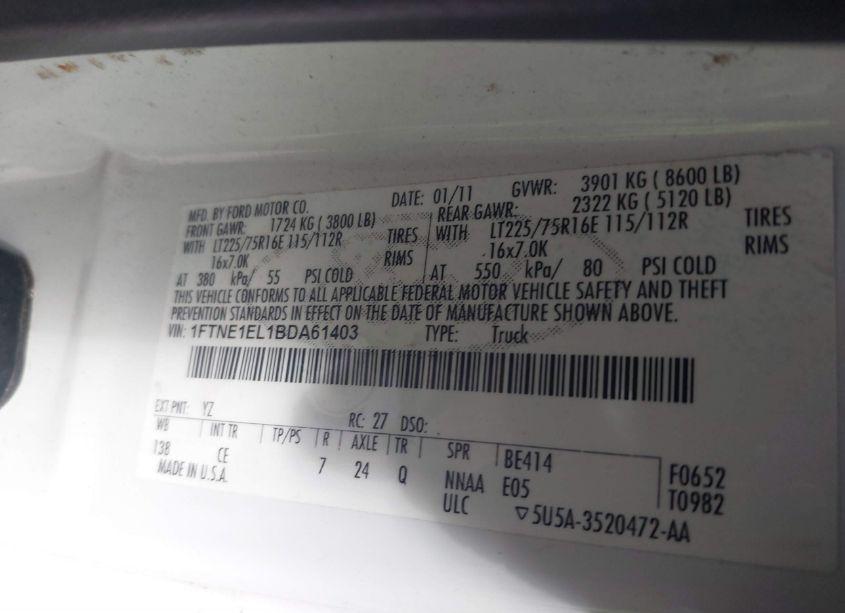 MFD. BY FORD MOTOR CO. DATE: 01/11 GVWR: 3901 KG ( 8600 LB)
FRONT GAWR: 1724 KG ( 3800 LB) REAR GAWR: 2322 KG ( 5120 LB)
WITH LT225/75R16E 115/112R TIRES WITH LT225/75R16E 115/112R TIRES
16x7.0K RIMS 16x7.0K RIMS
AT 380 kPa/ 55 PSI COLD AT 550 kPa/ 80 PSI COLD
THIS VEHICLE CONFORMS TO ALL APPLICABLE FEDERAL MOTOR VEHICLE SAFETY AND THEFT
PREVENTION STANDARDS IN EFFECT ON THE DATE OF MANUFACTURE SHOWN ABOVE.
VIN: 1FTNE1EL1BDA61403 TYPE: Truck
EXT PNT: YZ RC: 27 DSO:
WB INT TR TP/PS R AXLE TR SPR BE414 F0652
138 CE 7 24 Q NNAA E05 T0982
MADE IN U.S.A. ULC ▽5U5A-3520472-AA